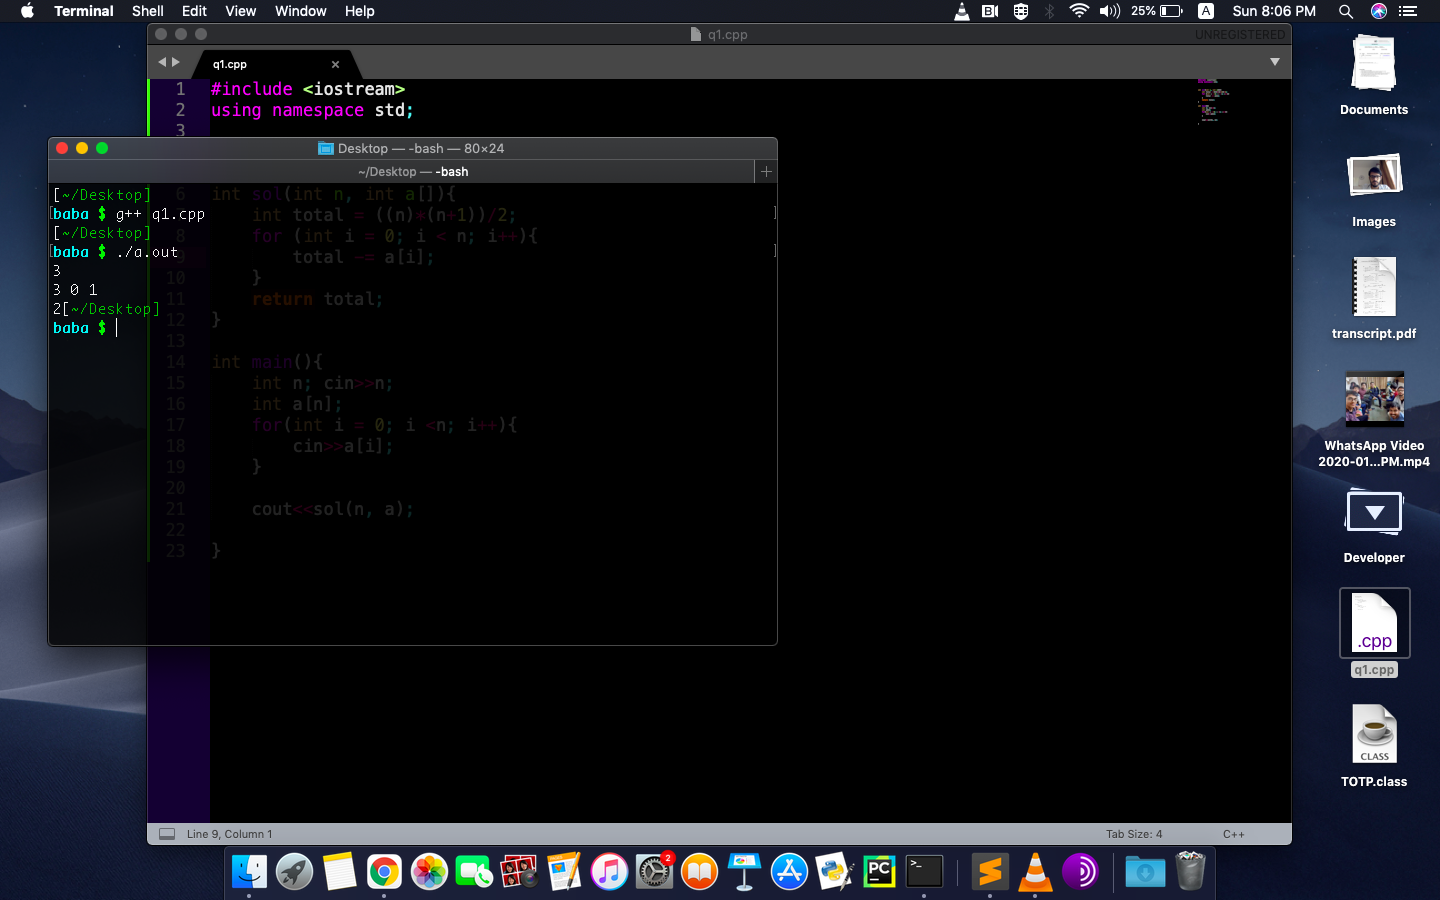 Terminal Shell Edit View Window Help 25% A Sun 8:06 PM
q1.cpp UNREGISTERED
q1.cpp
1 #include <iostream>
2 using namespace std;
3
Desktop — -bash — 80×24
~/Desktop — -bash
[~/Desktop]
baba $ g++ q1.cpp
[~/Desktop]
baba $ ./a.out
3
3 0 1
2[~/Desktop]
baba $
6 int sol(int n, int a[]){
int total = ((n)*(n+1))/2;
8 for (int i = 0; i < n; i++){
9 total -= a[i];
10 }
11 return total;
12 }
13
14 int main(){
15 int n; cin>>n;
16 int a[n];
17 for(int i = 0; i <n; i++){
18 cin>>a[i];
19 }
20
21 cout<<sol(n, a);
22
23 }
Line 9, Column 1 Tab Size: 4 C++
Documents
Images
transcript.pdf
WhatsApp Video
2020-01...PM.mp4
Developer
.cpp
q1.cpp
CLASS
TOTP.class
2
PC
>_